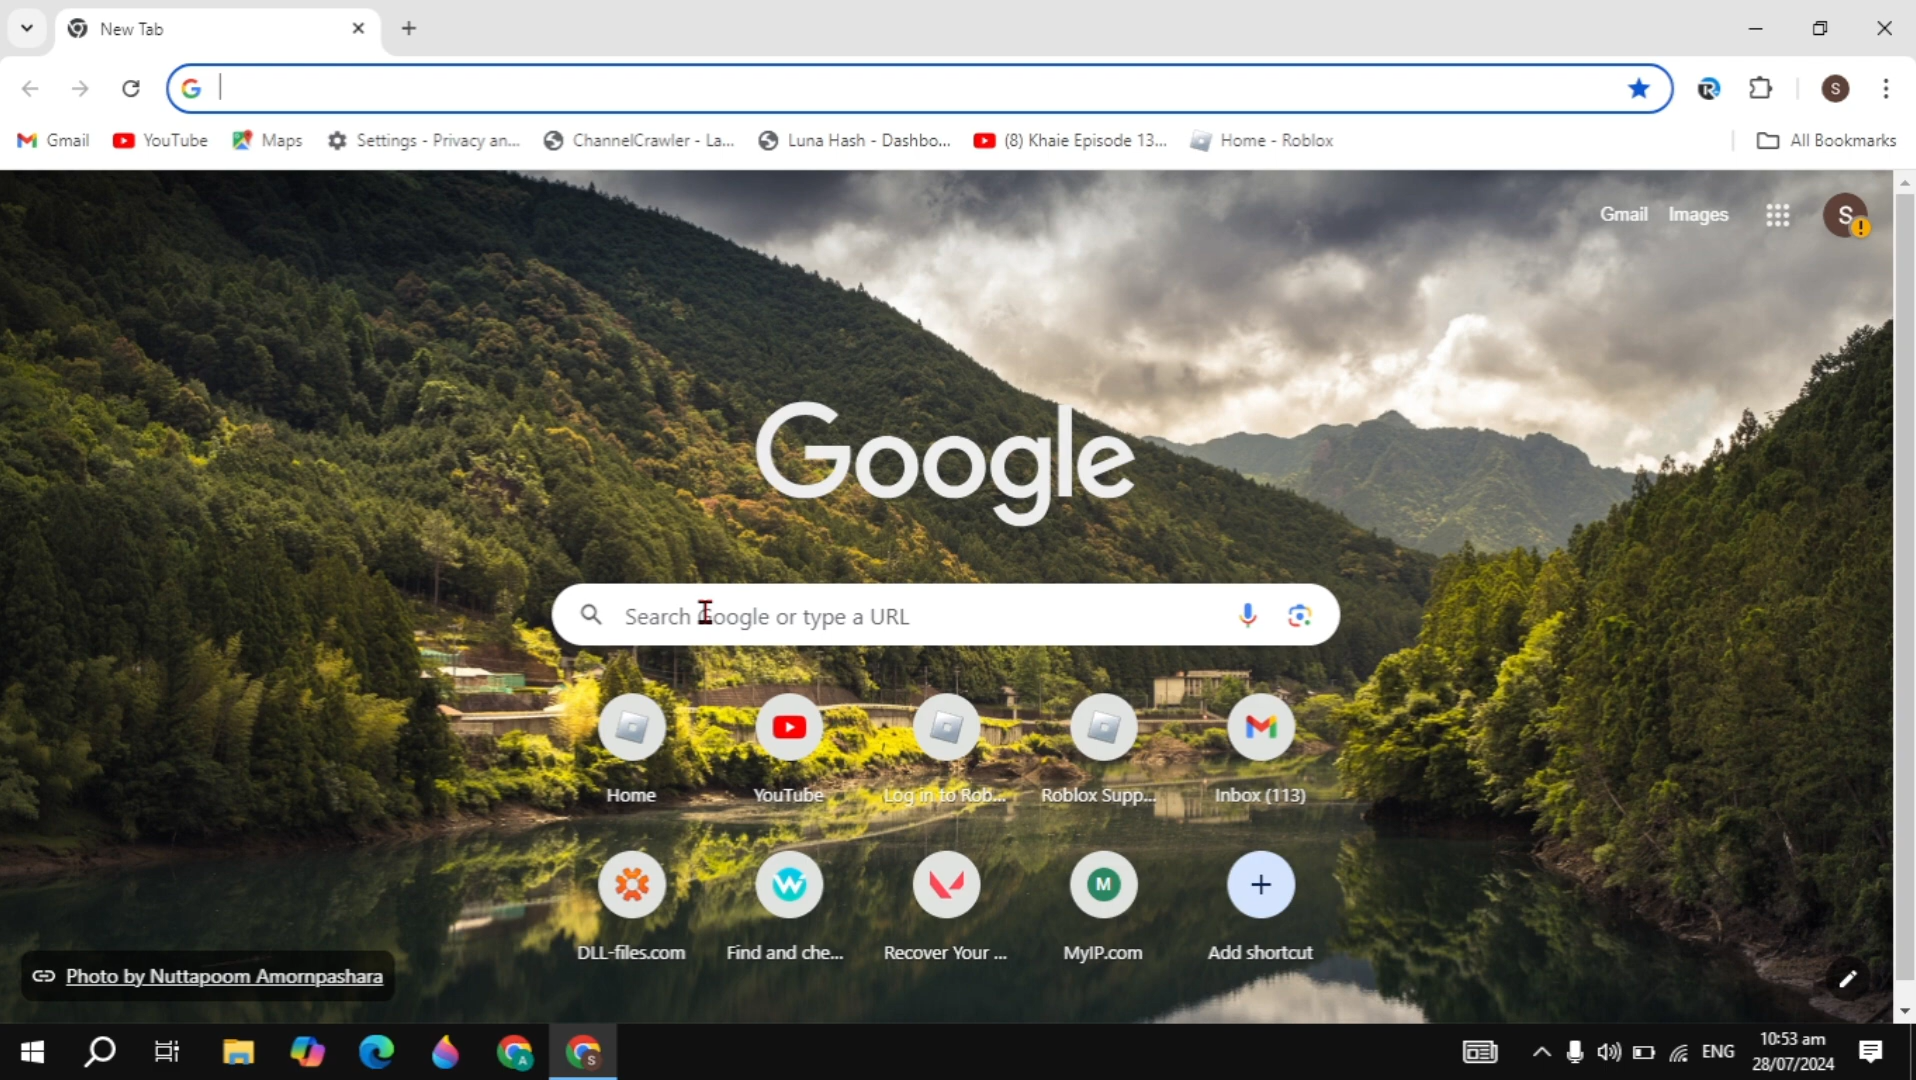 New Tab
Gmail
YouTube
Maps
Settings - Privacy an...
ChannelCrawler - La...
Luna Hash - Dashbo...
(8) Khaie Episode 13...
Home - Roblox
All Bookmarks
S
Gmail
Images
S
Google
Search Google or type a URL
Home
YouTube
Log in to Rob...
Roblox Supp...
Inbox (113)
M
DLL-files.com
Find and che...
Recover Your ...
MyIP.com
Add shortcut
Photo by Nuttapoom Amornpashara
A
S
ENG
10:53 am
28/07/2024